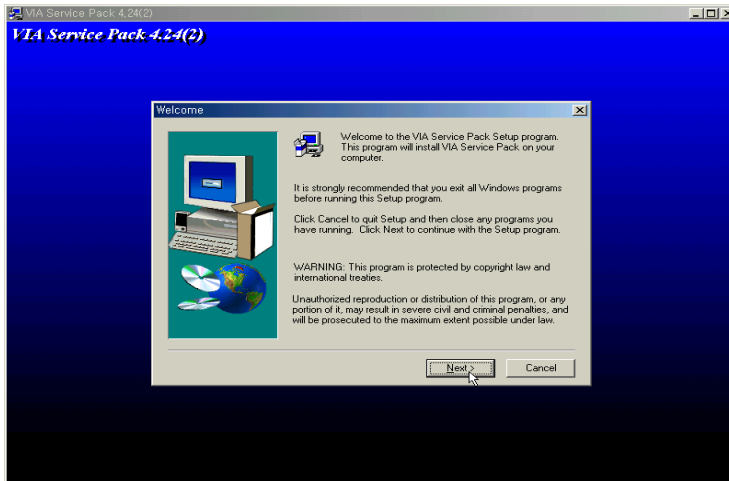 VIA Service Pack 4,24(2)
VIA Service Pack 4.24(2)
Welcome
Welcome to the VIA Service Pack Setup program.
This program will install VIA Service Pack on your
computer.
It is strongly recommended that you exit all Windows programs
before running this Setup program.
Click Cancel to quit Setup and then close any programs you
have running. Click Next to continue with the Setup program.
WARNING: This program is protected by copyright law and
international treaties.
Unauthorized reproduction or distribution of this program, or any
portion of it, may result in severe civil and criminal penalties, and
will be prosecuted to the maximum extent possible under law.
Next >
Cancel